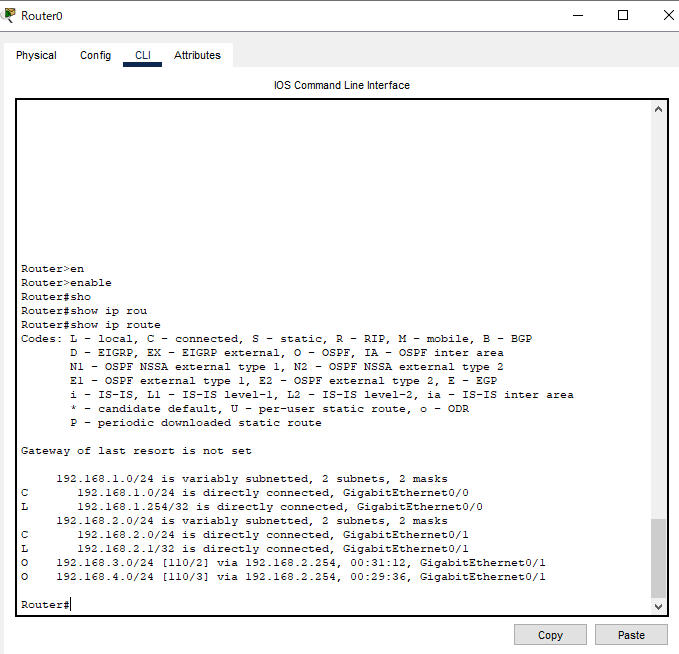 Router0
Physical Config CLI Attributes
IOS Command Line Interface
Router>en
Router>enable
Router#sho
Router#show ip rou
Router#show ip route
Codes: L - local, C - connected, S - static, R - RIP, M - mobile, B - BGP
D - EIGRP, EX - EIGRP external, O - OSPF, IA - OSPF inter area
N1 - OSPF NSSA external type 1, N2 - OSPF NSSA external type 2
E1 - OSPF external type 1, E2 - OSPF external type 2, E - EGP
i - IS-IS, L1 - IS-IS level-1, L2 - IS-IS level-2, ia - IS-IS inter area
* - candidate default, U - per-user static route, o - ODR
P - periodic downloaded static route
Gateway of last resort is not set
192.168.1.0/24 is variably subnetted, 2 subnets, 2 masks
C 192.168.1.0/24 is directly connected, GigabitEthernet0/0
L 192.168.1.254/32 is directly connected, GigabitEthernet0/0
192.168.2.0/24 is variably subnetted, 2 subnets, 2 masks
C 192.168.2.0/24 is directly connected, GigabitEthernet0/1
L 192.168.2.1/32 is directly connected, GigabitEthernet0/1
O 192.168.3.0/24 [110/2] via 192.168.2.254, 00:31:12, GigabitEthernet0/1
O 192.168.4.0/24 [110/3] via 192.168.2.254, 00:29:36, GigabitEthernet0/1
Router#
Copy Paste